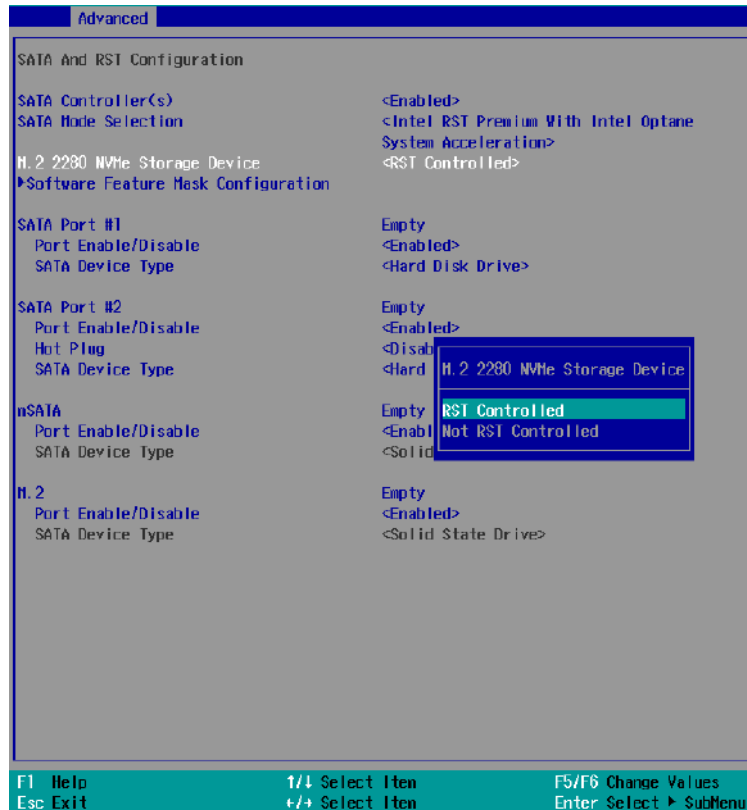 Advanced
SATA And RST Configuration
SATA Controller(s) <Enabled>
SATA Mode Selection <Intel RST Premium With Intel Optane
System Acceleration>
M.2 2280 NVMe Storage Device <RST Controlled>
▶Software Feature Mask Configuration
SATA Port #1 Empty
Port Enable/Disable <Enabled>
SATA Device Type <Hard Disk Drive>
SATA Port #2 Empty
Port Enable/Disable <Enabled>
Hot Plug <Disab
SATA Device Type <Hard
M.2 2280 NVMe Storage Device
RST Controlled
Not RST Controlled
mSATA Empty
Port Enable/Disable <Enabl
SATA Device Type <Solid
M.2 Empty
Port Enable/Disable <Enabled>
SATA Device Type <Solid State Drive>
F1 Help ↑/↓ Select Item F5/F6 Change Values
Esc Exit ←/→ Select Item Enter Select ▶ SubMenu